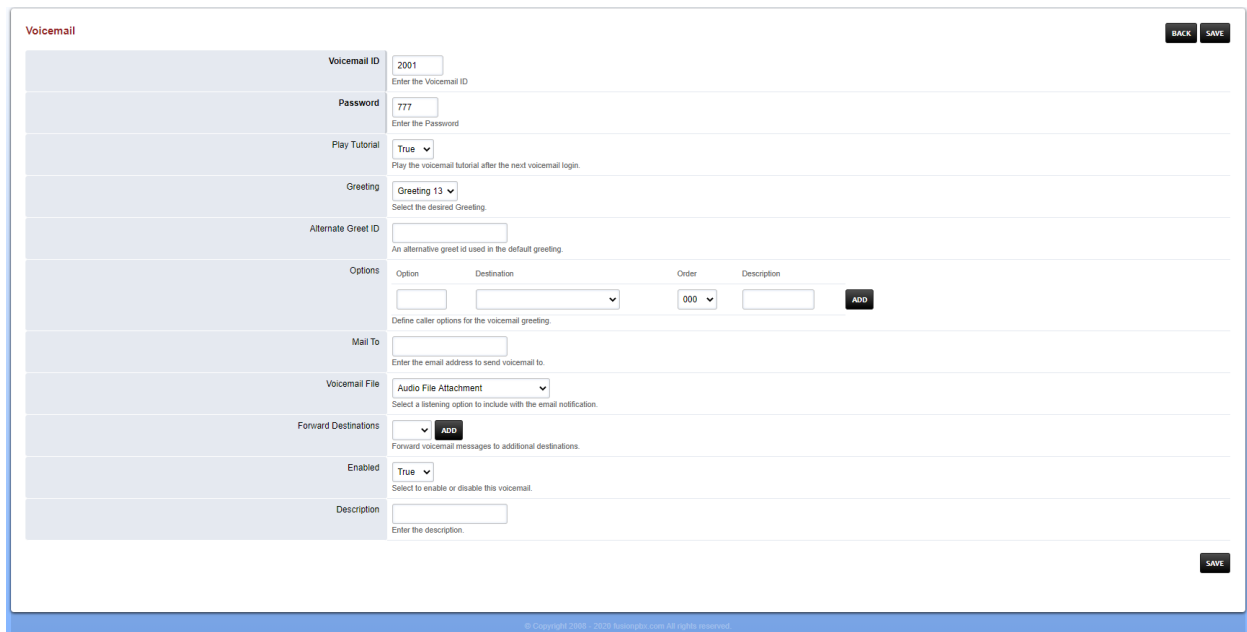 Voicemail
BACK SAVE
Voicemail ID
2001
Enter the Voicemail ID
Password
777
Enter the Password
Play Tutorial
True
Play the voicemail tutorial after the next voicemail login.
Greeting
Greeting 13
Select the desired Greeting.
Alternate Greet ID
An alternative greet id used in the default greeting.
Options
Option Destination Order Description
000 ADD
Define caller options for the voicemail greeting.
Mail To
Enter the email address to send voicemail to.
Voicemail File
Audio File Attachment
Select a listening option to include with the email notification.
Forward Destinations
ADD
Forward voicemail messages to additional destinations.
Enabled
True
Select to enable or disable this voicemail.
Description
Enter the description.
SAVE
© Copyright 2008 - 2020 fusionpbx.com All rights reserved.